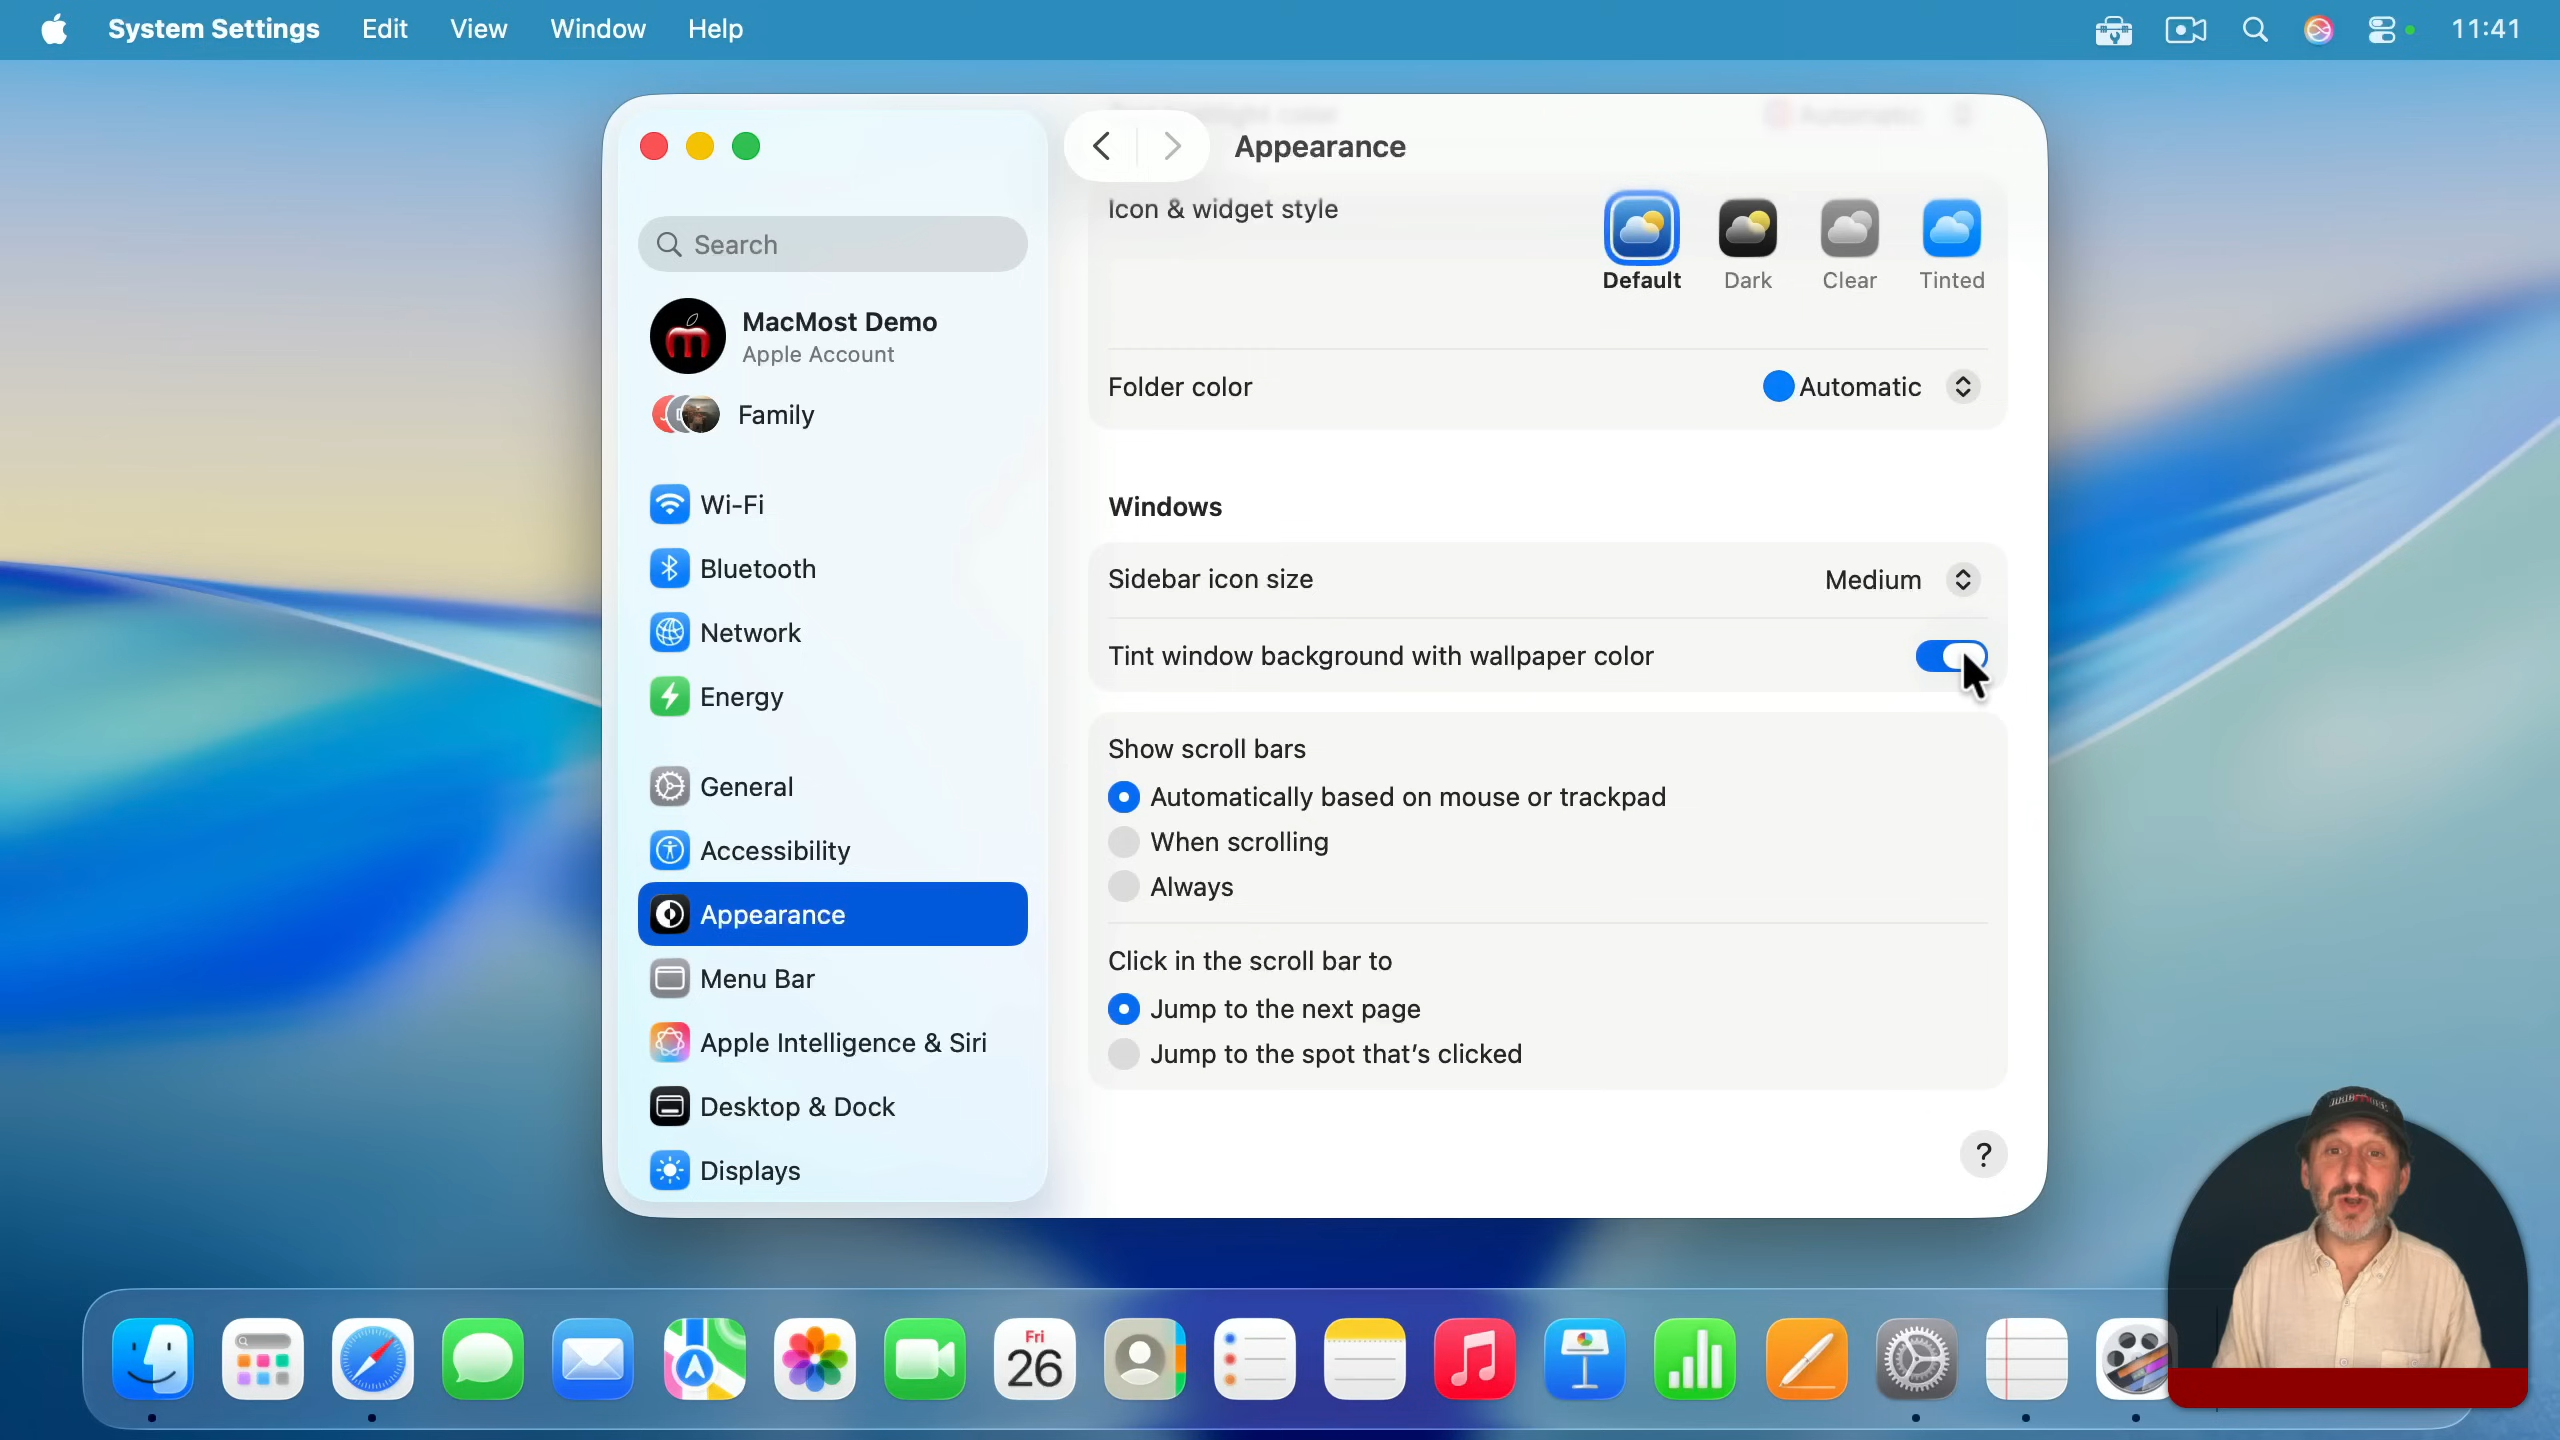 System Settings Edit View Window Help 11:41
Appearance
Search
MacMost Demo
Apple Account
Family
Wi-Fi
Bluetooth
Network
Energy
General
Accessibility
Appearance
Menu Bar
Apple Intelligence & Siri
Desktop & Dock
Displays
Icon & widget style
Default Dark Clear Tinted
Folder color Automatic
Windows
Sidebar icon size Medium
Tint window background with wallpaper color
Show scroll bars
Automatically based on mouse or trackpad
When scrolling
Always
Click in the scroll bar to
Jump to the next page
Jump to the spot that's clicked
?
Fri
26